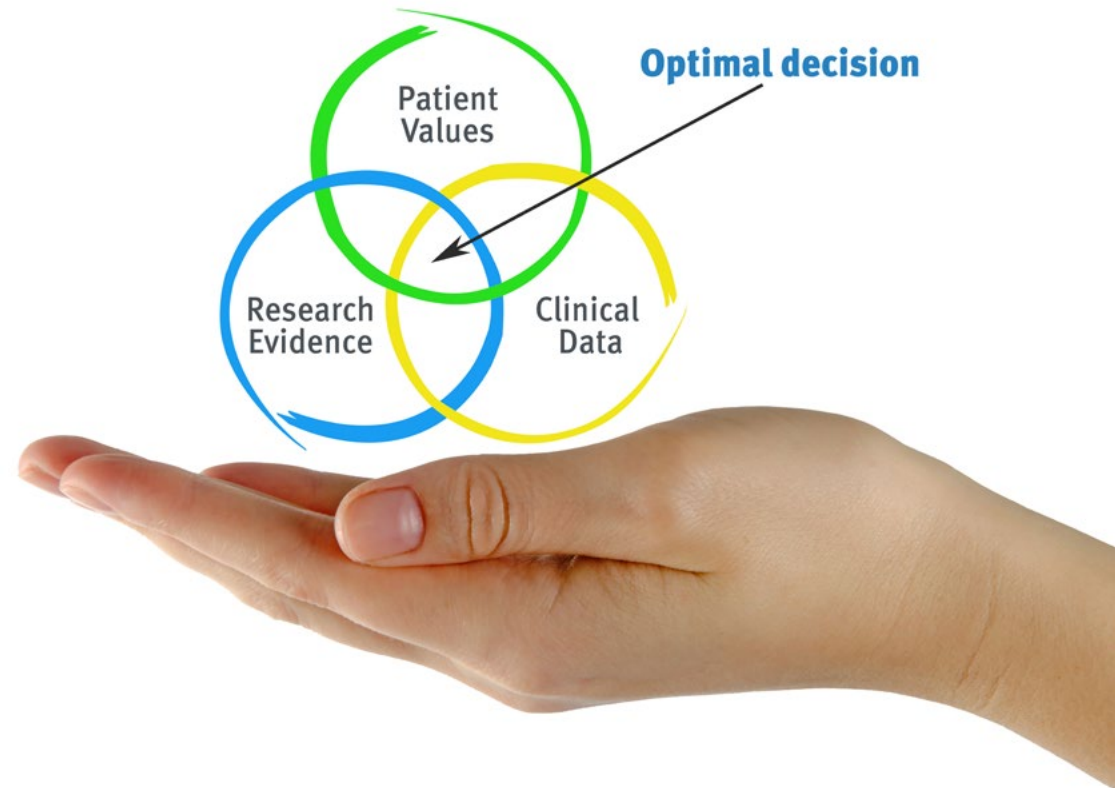 Optimal decision
Patient
Values
Research
Evidence
Clinical
Data